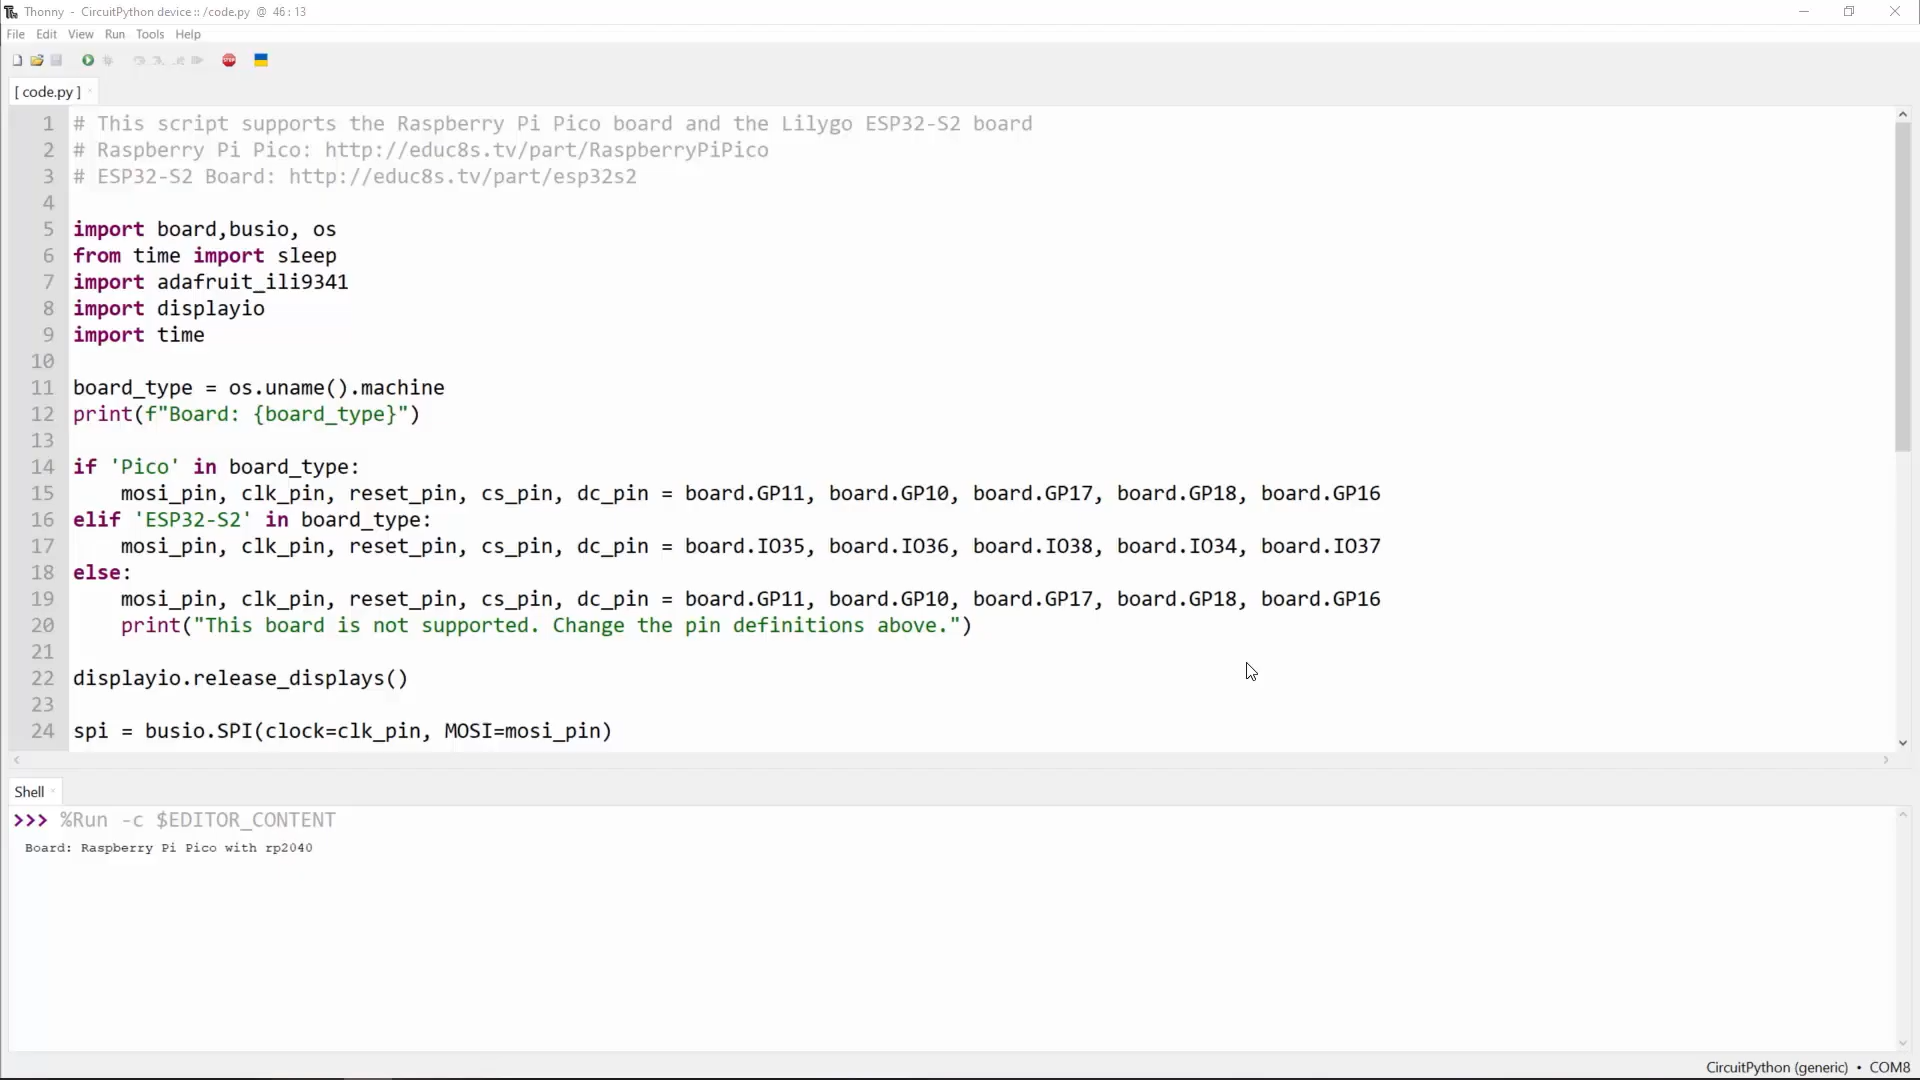 Thonny - CircuitPython device :: /code.py @ 46 : 13
File Edit View Run Tools Help
[ code.py ]
1 # This script supports the Raspberry Pi Pico board and the Lilygo ESP32-S2 board
2 # Raspberry Pi Pico: http://educ8s.tv/part/RaspberryPiPico
3 # ESP32-S2 Board: http://educ8s.tv/part/esp32s2
4
5 import board,busio, os
6 from time import sleep
7 import adafruit_ili9341
8 import displayio
9 import time
10
11 board_type = os.uname().machine
12 print(f"Board: {board_type}")
13
14 if 'Pico' in board_type:
15     mosi_pin, clk_pin, reset_pin, cs_pin, dc_pin = board.GP11, board.GP10, board.GP17, board.GP18, board.GP16
16 elif 'ESP32-S2' in board_type:
17     mosi_pin, clk_pin, reset_pin, cs_pin, dc_pin = board.IO35, board.IO36, board.IO38, board.IO34, board.IO37
18 else:
19     mosi_pin, clk_pin, reset_pin, cs_pin, dc_pin = board.GP11, board.GP10, board.GP17, board.GP18, board.GP16
20     print("This board is not supported. Change the pin definitions above.")
21
22 displayio.release_displays()
23
24 spi = busio.SPI(clock=clk_pin, MOSI=mosi_pin)
Shell
>>> %Run -c $EDITOR_CONTENT
Board: Raspberry Pi Pico with rp2040
CircuitPython (generic) • COM8